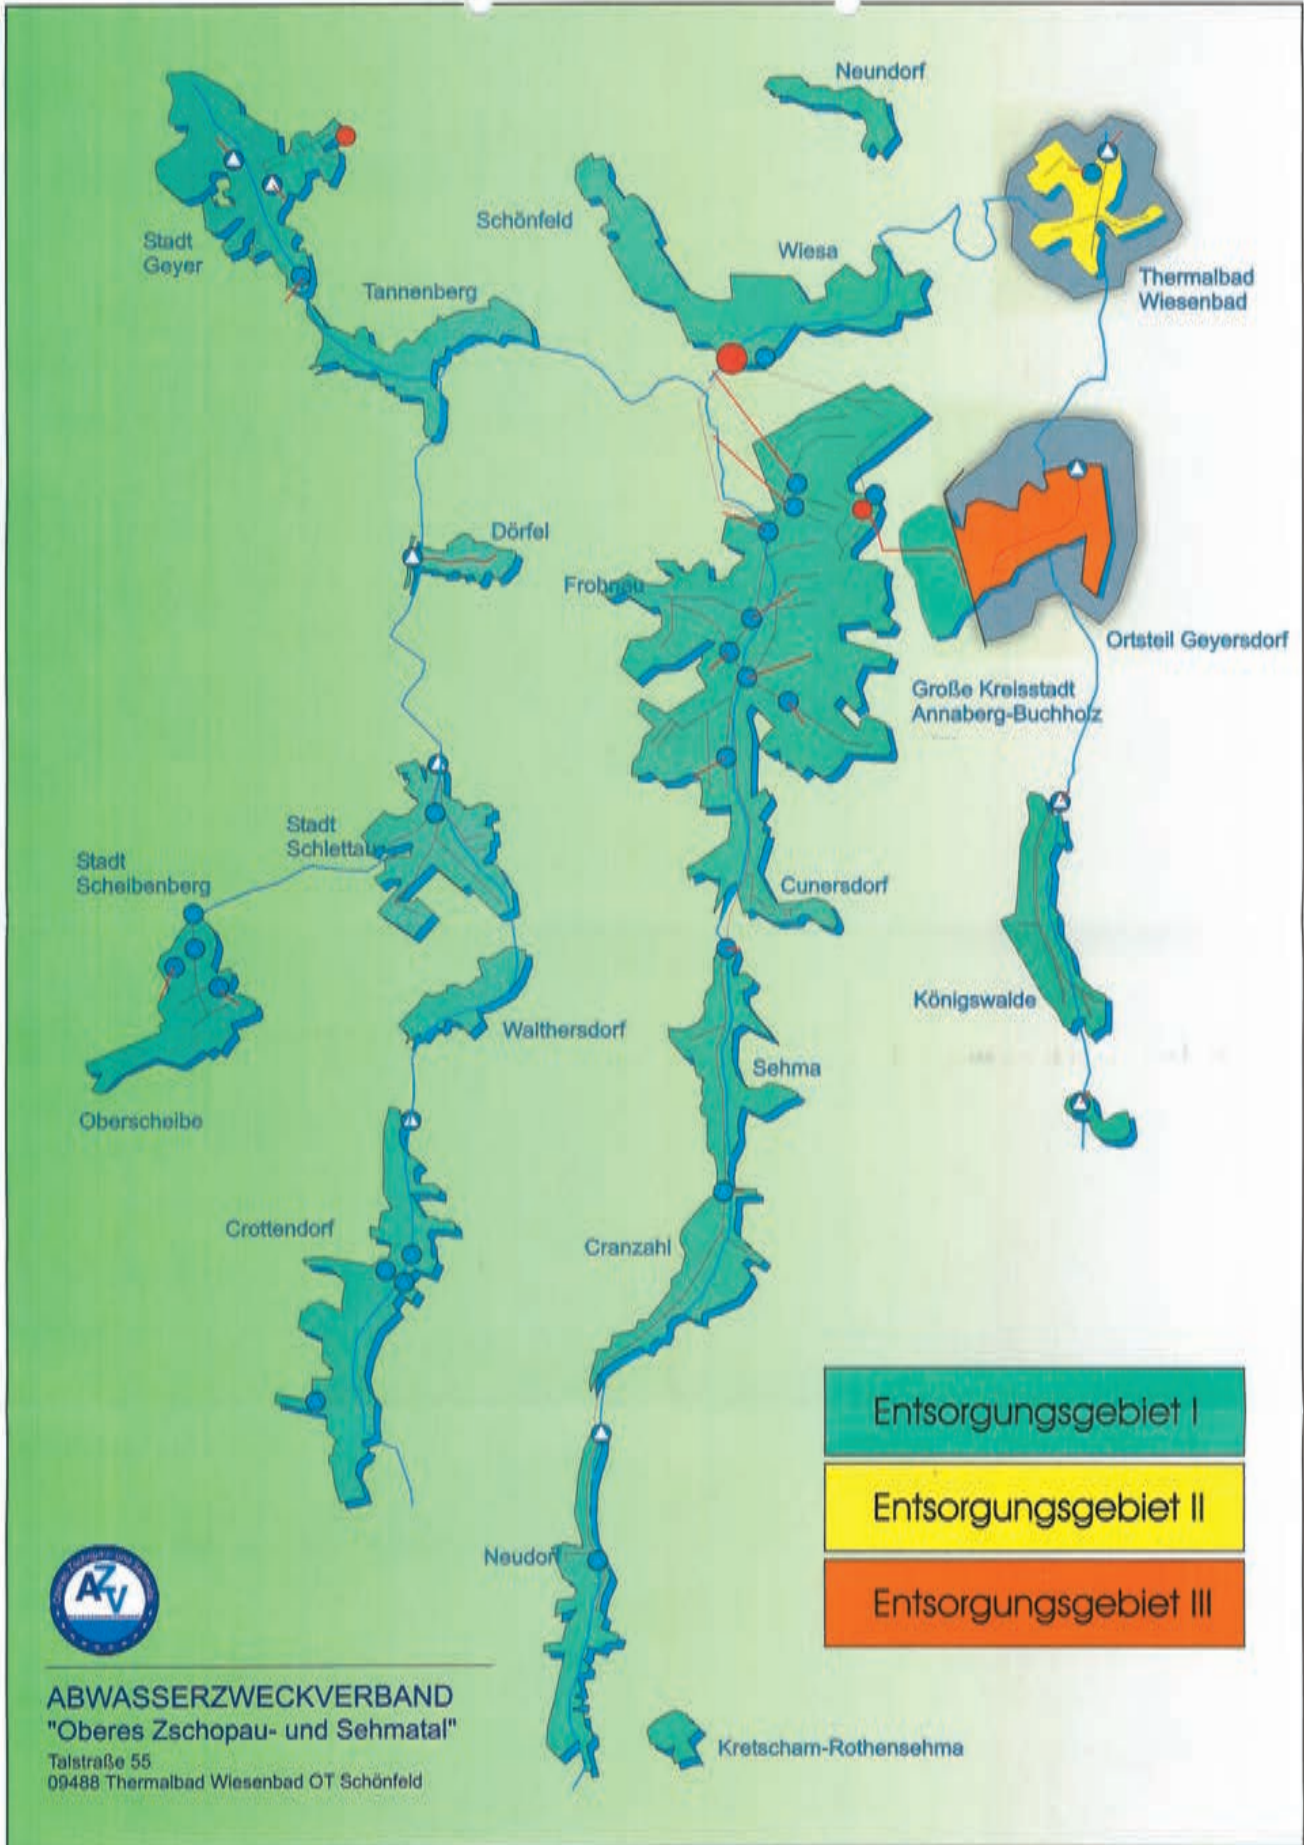 Neundorf
Schönfeld
Wiesa
Stadt
Geyer
Tannenberg
Thermalbad
Wiesenbad
Dörfel
Frohnau
Ortsteil Geyersdorf
Große Kreisstadt
Annaberg-Buchholz
Stadt
Schlettau
Stadt
Scheibenberg
Cunersdorf
Königswalde
Walthersdorf
Sehma
Oberscheibe
Crottendorf
Cranzahl
Entsorgungsgebiet I
Entsorgungsgebiet II
Entsorgungsgebiet III
Neudorf
AZV
ABWASSERZWECKVERBAND
"Oberes Zschopau- und Sehmatal"
Talstraße 55
09488 Thermalbad Wiesenbad OT Schönfeld
Kretscham-Rothensehma